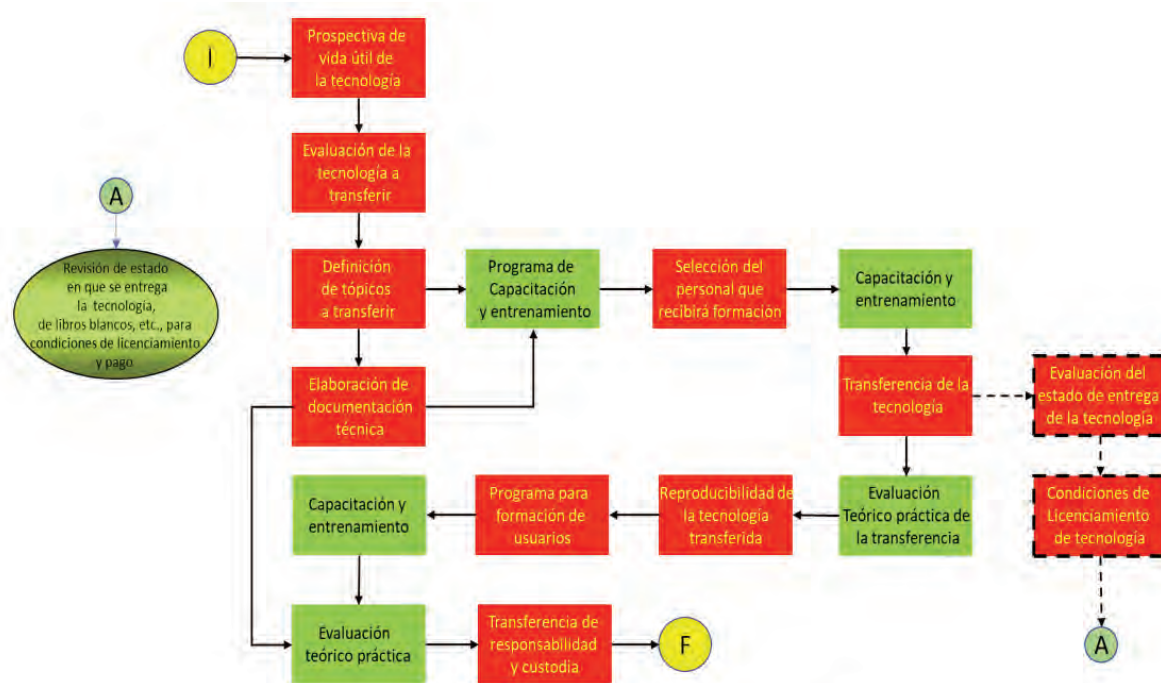 I
Prospectiva de
vida útil de
la tecnología
Evaluación de la
tecnología a
transferir
A
Revisión de estado
en que se entrega
la tecnología,
de libros blancos, etc., para
condiciones de licenciamiento
y pago
Definición
de tópicos
a transferir
Programa de
Capacitación
y entrenamiento
Selección del
personal que
recibirá formación
Capacitación y
entrenamiento
Elaboración de
documentación
técnica
Transferencia de la
tecnología
Evaluación del
estado de entrega
de la tecnología
Capacitación y
entrenamiento
Programa para
formación de
usuarios
Reproducibilidad de
la tecnología
transferida
Evaluación
Teórico práctica de
la transferencia
Condiciones de
Licenciamiento
de tecnología
Evaluación
teórico práctica
Transferencia de
responsabilidad
y custodia
F
A